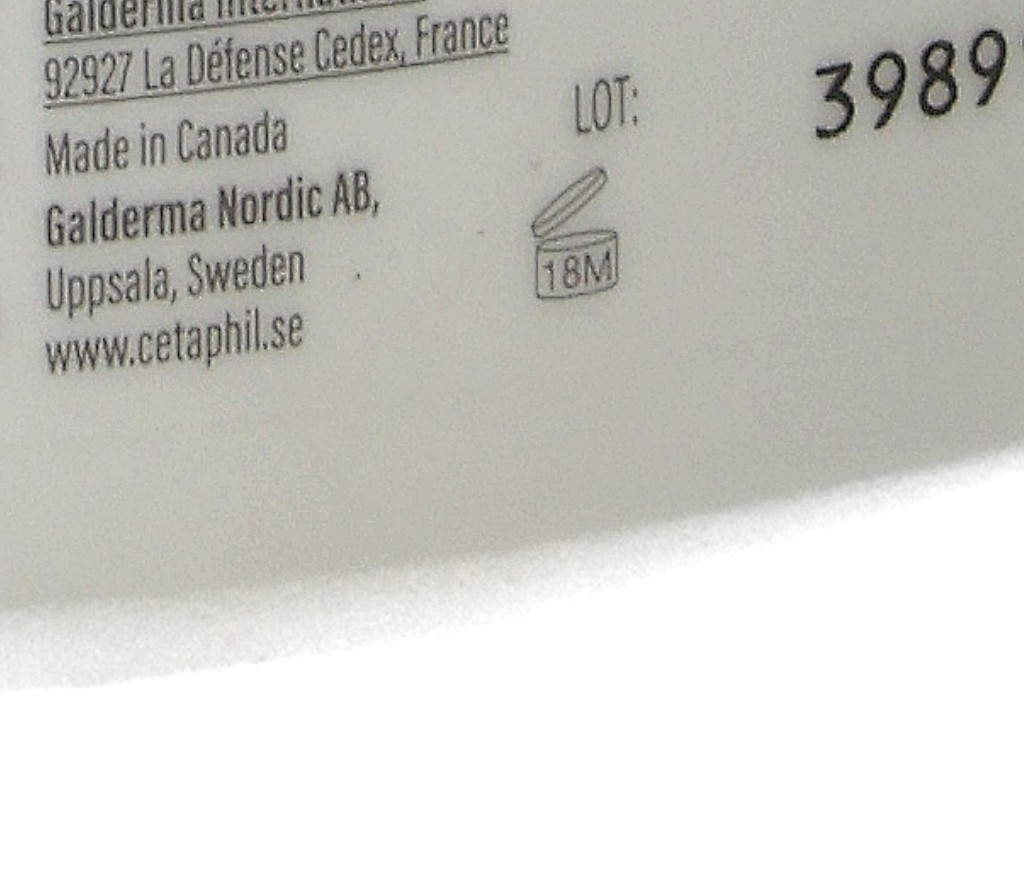 Galderma
92927 La Défense Cedex, France
Made in Canada
Galderma Nordic AB,
Uppsala, Sweden
www.cetaphil.se
LOT:
3989
18M